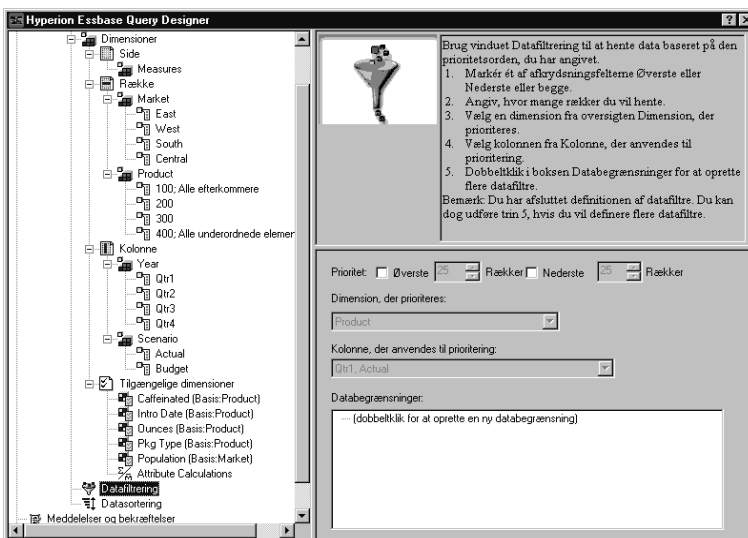 Hyperion Essbase Query Designer
Dimensioner
Side
Measures
Række
Market
East
West
South
Central
Product
100; Alle efterkommere
200
300
400; Alle underordnede elemen
Kolonne
Year
Qtr1
Qtr2
Qtr3
Qtr4
Scenario
Actual
Budget
Tilgængelige dimensioner
Caffeinated (Basis:Product)
Intro Date (Basis:Product)
Ounces (Basis:Product)
Pkg Type (Basis:Product)
Population (Basis:Market)
Attribute Calculations
Datafiltrering
Datasortering
Meddelelser og bekræftelser
Brug vinduet Datafiltrering til at hente data baseret på den
prioritetsorden, du har angivet.
1. Markér ét af afkrydsningsfelterne Øverste eller
Nederste eller begge.
2. Angiv, hvor mange rækker du vil hente.
3. Vælg en dimension fra oversigten Dimension, der
prioriteres.
4. Vælg kolonnen fra Kolonne, der anvendes til
prioritering.
5. Dobbeltklik i boksen Databegrænsninger for at oprette
flere datafiltre.
Bemærk: Du har afsluttet definitionen af datafiltre. Du kan
dog udføre trin 5, hvis du vil definere flere datafiltre.
Prioritet: Øverste 25 Rækker Nederste 25 Rækker
Dimension, der prioriteres:
Product
Kolonne, der anvendes til prioritering:
Qtr1, Actual
Databegrænsninger:
(dobbeltklik for at oprette en ny databegrænsning)